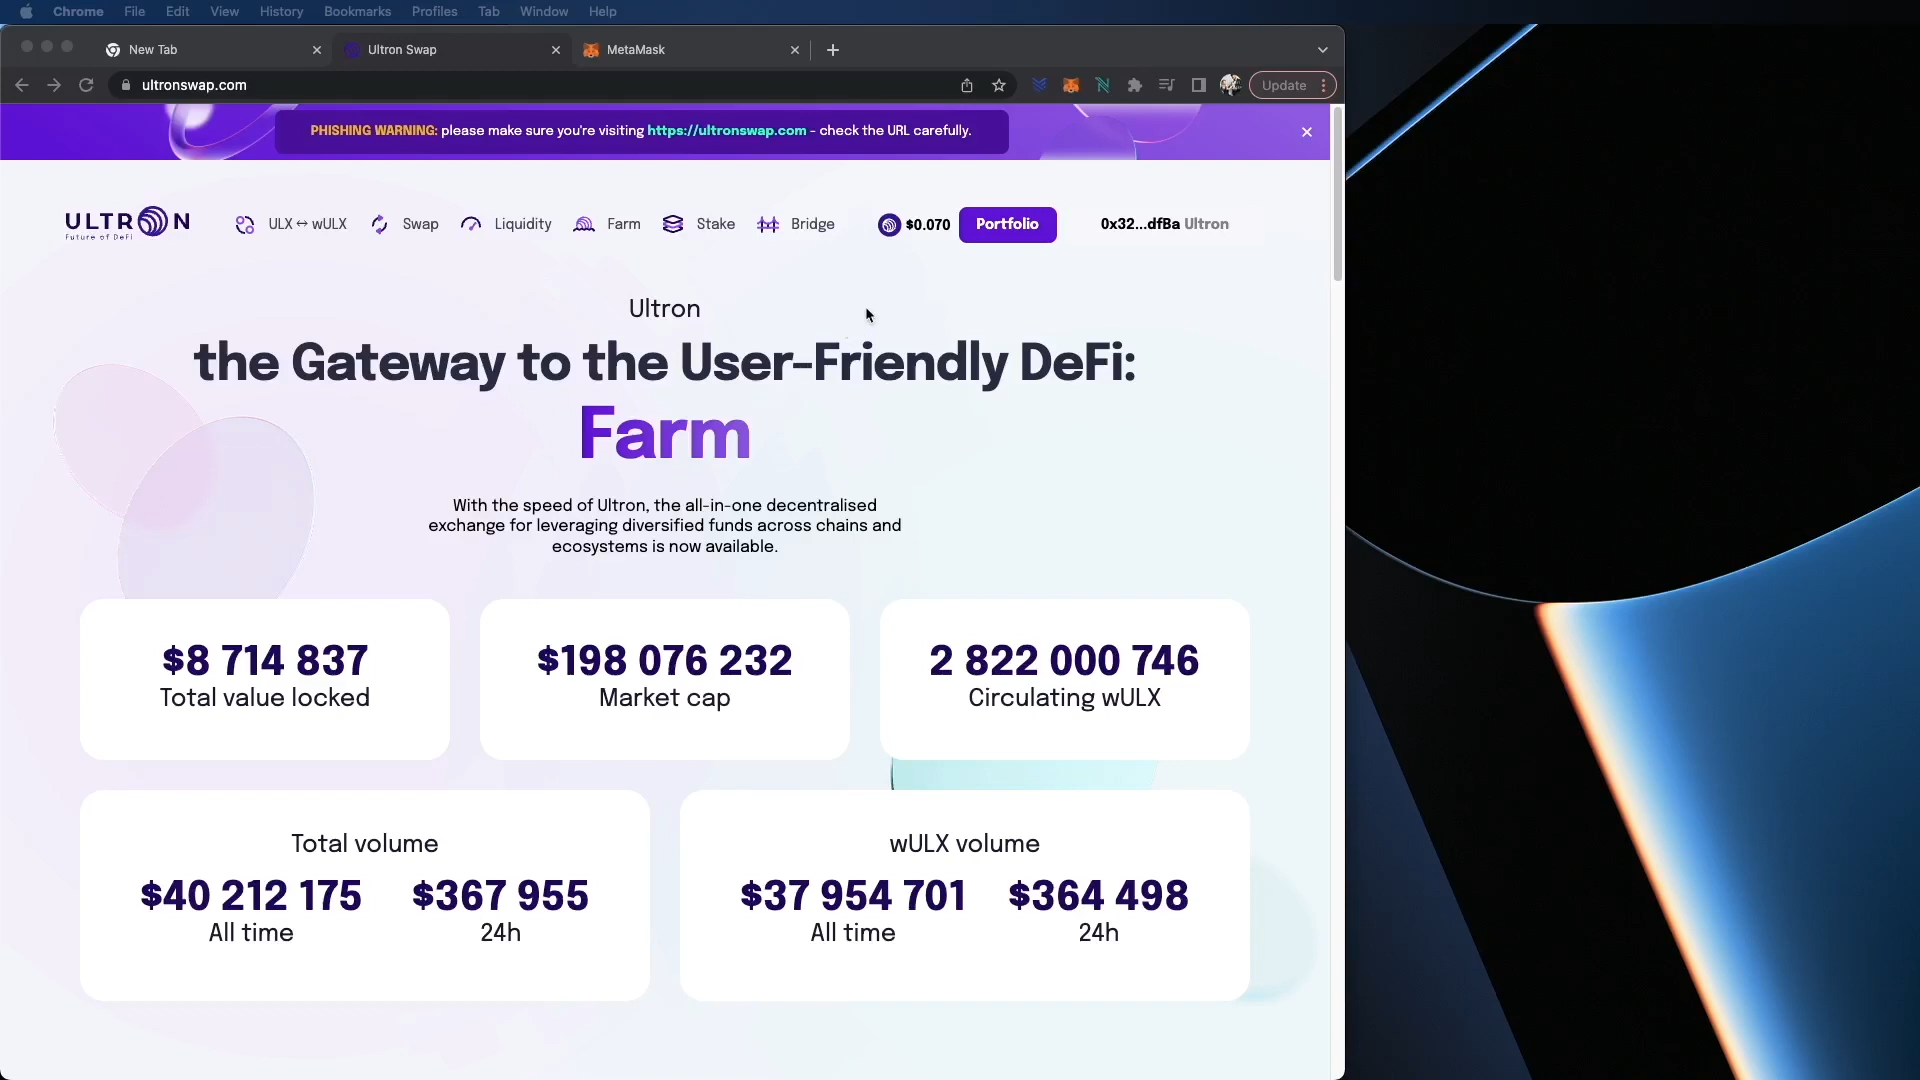 Chrome File Edit View History Bookmarks Profiles Tab Window Help
New Tab
Ultron Swap
MetaMask
ultronswap.com
Update
PHISHING WARNING: please make sure you're visiting https://ultronswap.com - check the URL carefully.
ULTRON
Future of DeFi
ULX ↔ wULX
Swap
Liquidity
Farm
Stake
Bridge
$0.070
Portfolio
0x32...dfBa Ultron
Ultron
the Gateway to the User-Friendly DeFi:
Farm
With the speed of Ultron, the all-in-one decentralised
exchange for leveraging diversified funds across chains and
ecosystems is now available.
$8 714 837
Total value locked
$198 076 232
Market cap
2 822 000 746
Circulating wULX
Total volume
$40 212 175
All time
$367 955
24h
wULX volume
$37 954 701
All time
$364 498
24h